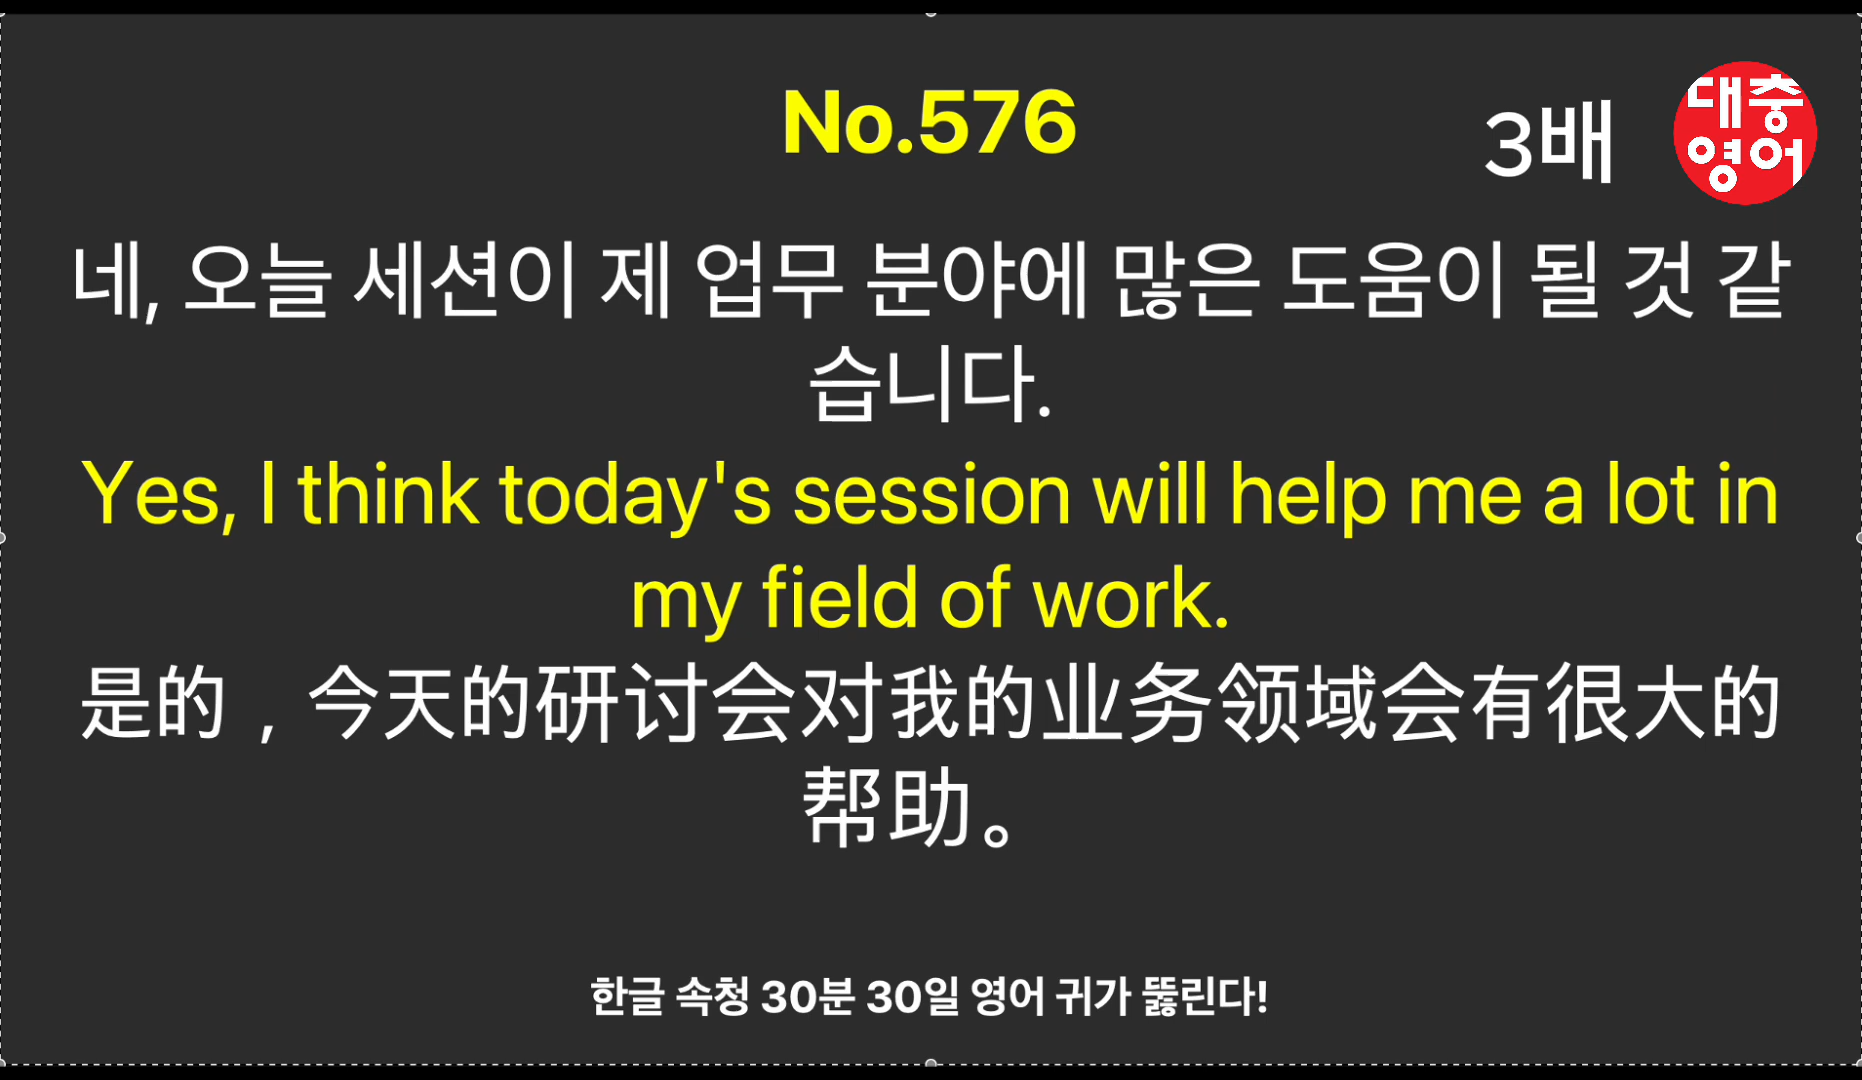 No.576
3배
대충
영어
네, 오늘 세션이 제 업무 분야에 많은 도움이 될 것 같
습니다.
Yes, I think today's session will help me a lot in
my field of work.
是的，今天的研讨会对我的业务领域会有很大的
帮助。
한글 속청 30분 30일 영어 귀가 뚫린다!